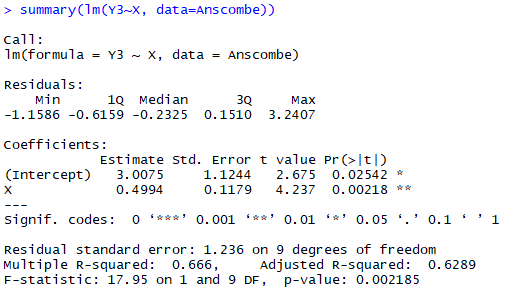 > summary(lm(Y3~X, data=Anscombe))
Call:
lm(formula = Y3 ~ X, data = Anscombe)
Residuals:
    Min      1Q  Median      3Q     Max
-1.1586 -0.6159 -0.2325  0.1510  3.2407
Coefficients:
            Estimate Std. Error t value Pr(>|t|)
(Intercept)   3.0075     1.1244   2.675  0.02542 *
X             0.4994     0.1179   4.237  0.00218 **
---
Signif. codes:  0 ‘***’ 0.001 ‘**’ 0.01 ‘*’ 0.05 ‘.’ 0.1 ‘ ’ 1
Residual standard error: 1.236 on 9 degrees of freedom
Multiple R-squared:  0.666,     Adjusted R-squared:  0.6289
F-statistic: 17.95 on 1 and 9 DF,  p-value: 0.002185